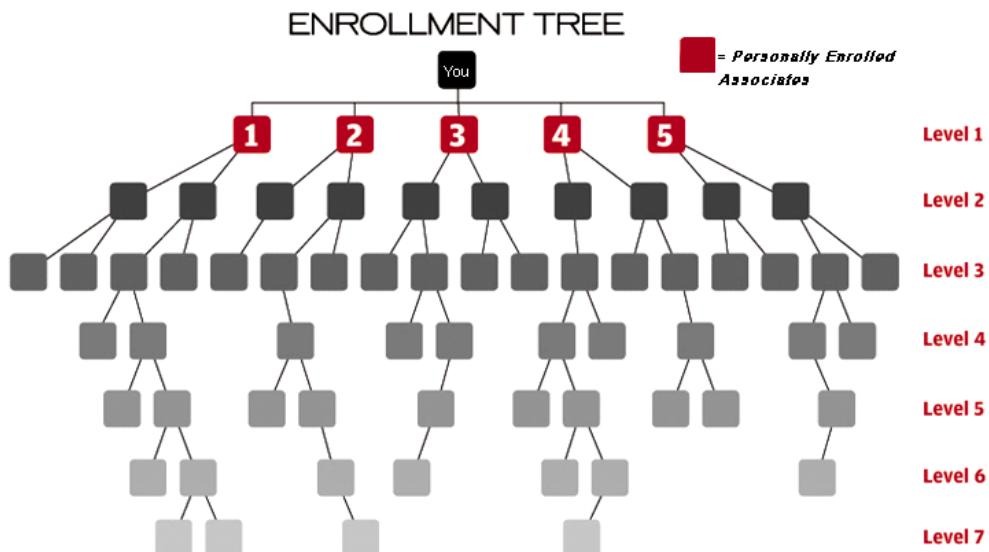 ENROLLMENT TREE
You
= Personally Enrolled
Associates
1 2 3 4 5 Level 1
Level 2
Level 3
Level 4
Level 5
Level 6
Level 7